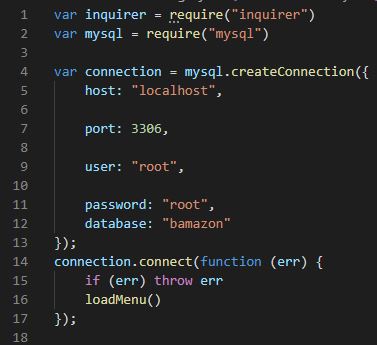 1 var inquirer = require("inquirer")
2 var mysql = require("mysql")
3
4 var connection = mysql.createConnection({
5     host: "localhost",
6
7     port: 3306,
8
9     user: "root",
10
11     password: "root",
12     database: "bamazon"
13 });
14 connection.connect(function (err) {
15     if (err) throw err
16     loadMenu()
17 });
18